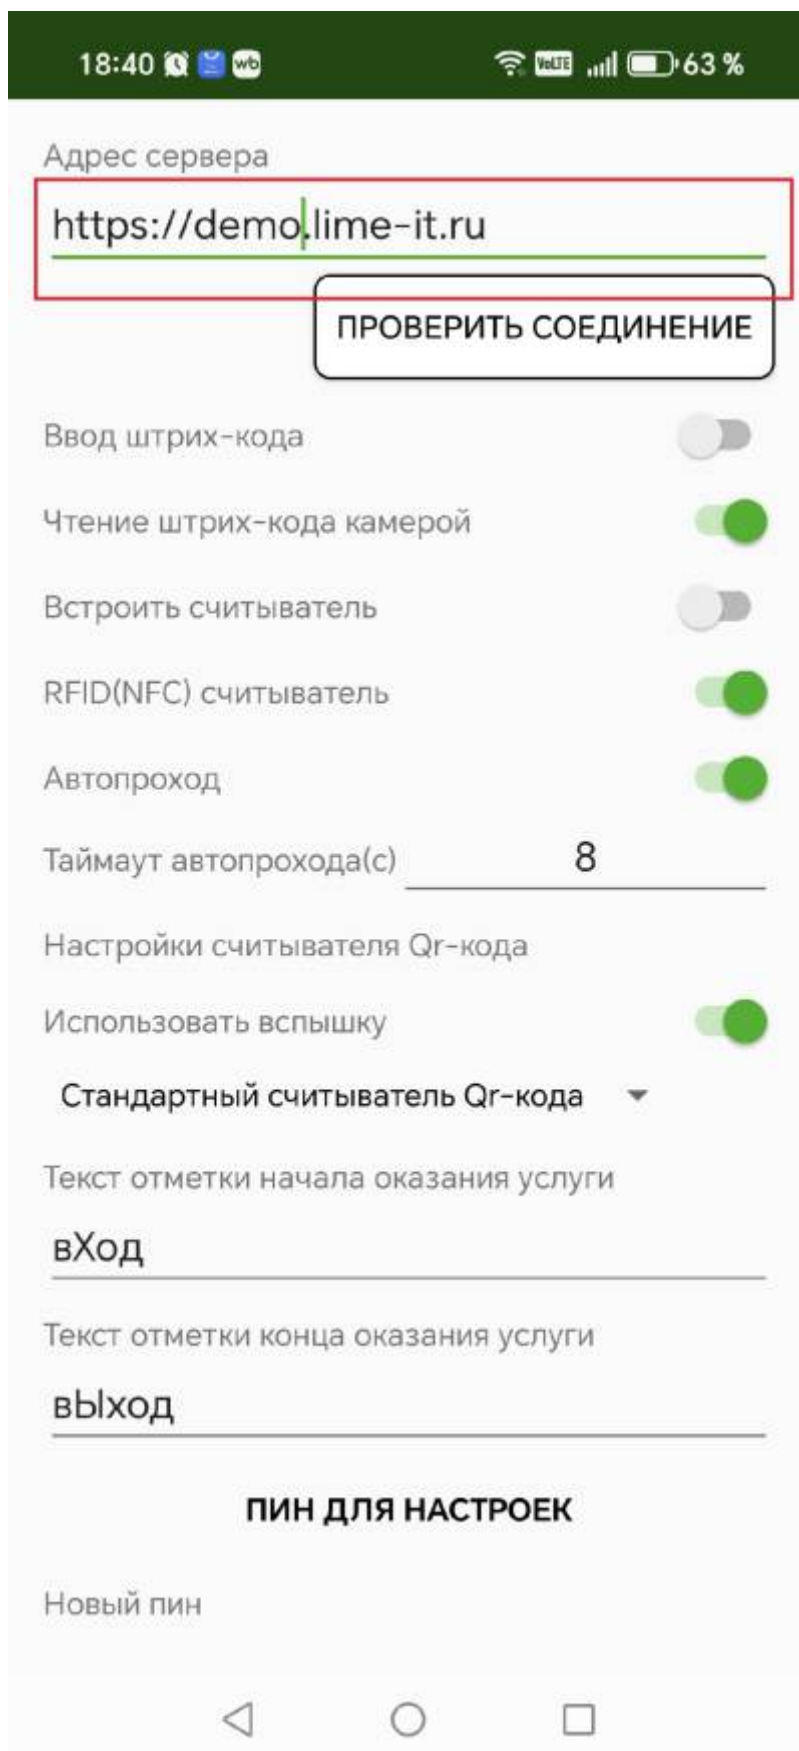 18:40 wb VoLTE 63 %
Адрес сервера
https://demo.lime-it.ru
ПРОВЕРИТЬ СОЕДИНЕНИЕ
Ввод штрих-кода
Чтение штрих-кода камерой
Встроить считыватель
RFID(NFC) считыватель
Автопроход
Таймаут автопрохода(с) 8
Настройки считывателя Qr-кода
Использовать вспышку
Стандартный считыватель Qr-кода
Текст отметки начала оказания услуги
вХод
Текст отметки конца оказания услуги
вЫход
ПИН ДЛЯ НАСТРОЕК
Новый пин